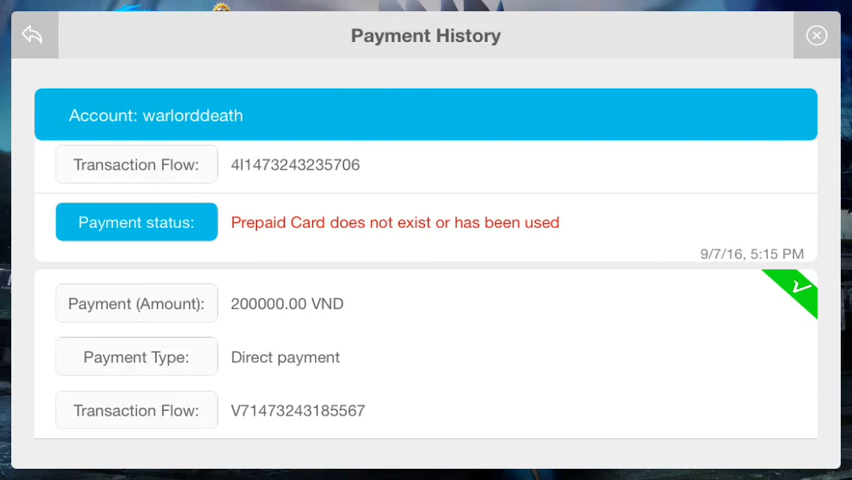 Payment History
Account: warlorddeath
Transaction Flow: 4I1473243235706
Payment status: Prepaid Card does not exist or has been used
9/7/16, 5:15 PM
Payment (Amount): 200000.00 VND
Payment Type: Direct payment
Transaction Flow: V71473243185567